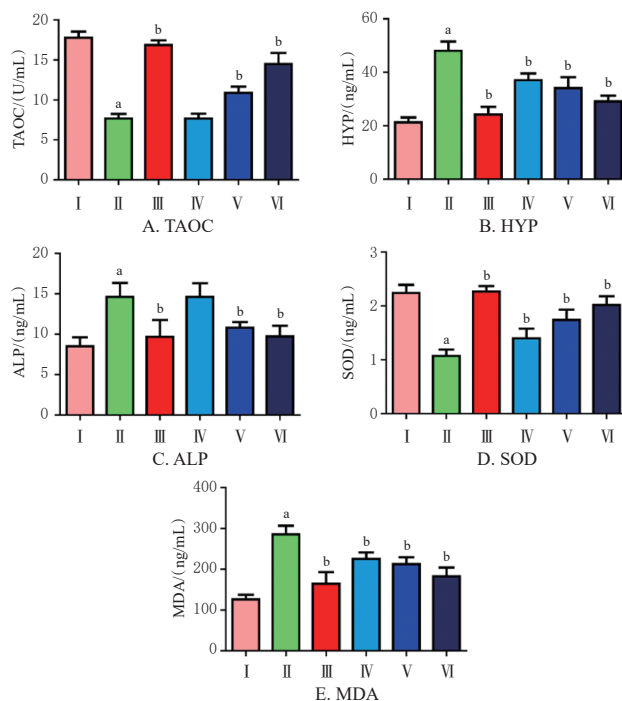 20
15
10
5
0
TAOC/(U/mL)
a
b
b
b
Ⅰ Ⅱ Ⅲ Ⅳ Ⅴ Ⅵ
A. TAOC
60
40
20
0
HYP/(ng/mL)
a
b
b
b
b
Ⅰ Ⅱ Ⅲ Ⅳ Ⅴ Ⅵ
B. HYP
20
15
10
5
0
ALP/(ng/mL)
a
b
b
b
Ⅰ Ⅱ Ⅲ Ⅳ Ⅴ Ⅵ
C. ALP
3
2
1
0
SOD/(ng/mL)
a
b
b
b
b
Ⅰ Ⅱ Ⅲ Ⅳ Ⅴ Ⅵ
D. SOD
400
300
200
100
0
MDA/(ng/mL)
a
b
b
b
b
Ⅰ Ⅱ Ⅲ Ⅳ Ⅴ Ⅵ
E. MDA